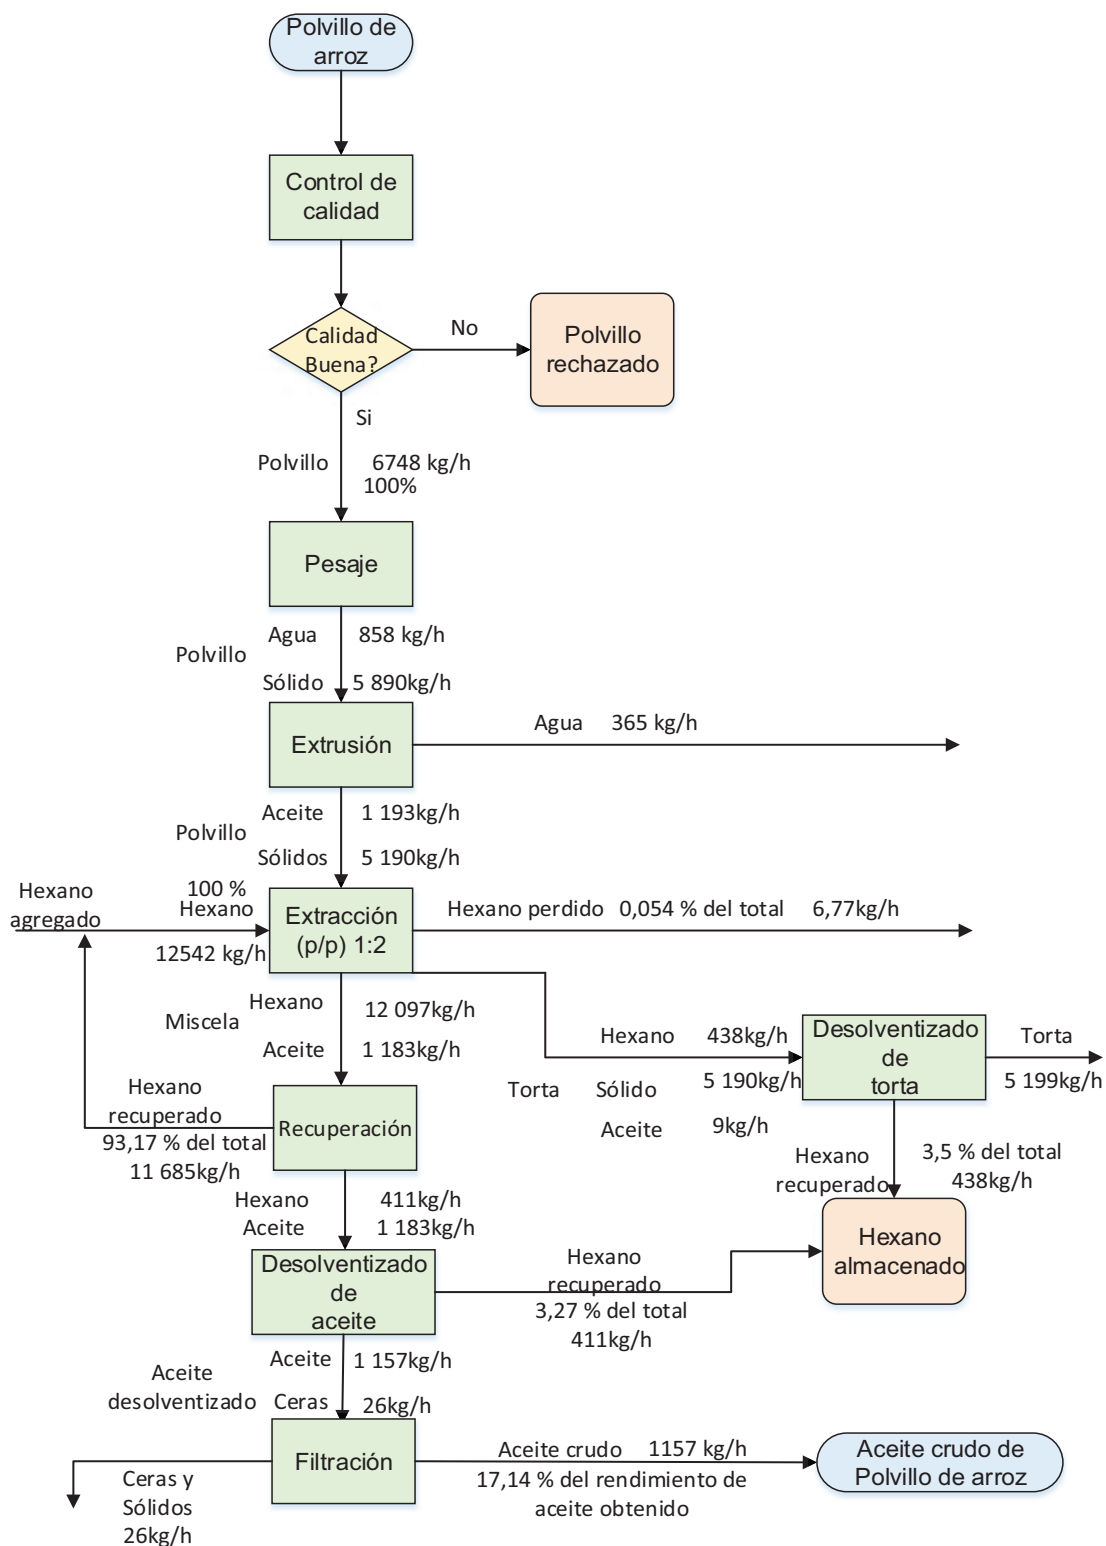 Polvillo de
arroz
Control de
calidad
Calidad
Buena?
No
Polvillo
rechazado
Si
Polvillo 6748 kg/h
100%
Pesaje
Agua 858 kg/h
Polvillo
Sólido 5 890kg/h
Extrusión
Agua 365 kg/h
Aceite 1 193kg/h
Polvillo
Sólidos 5 190kg/h
Hexano
agregado
100 %
Hexano
12542 kg/h
Extracción
(p/p) 1:2
Hexano perdido 0,054 % del total 6,77kg/h
Hexano 12 097kg/h
Miscela
Aceite 1 183kg/h
Hexano 438kg/h
Torta Sólido 5 190kg/h
Aceite 9kg/h
Desolventizado
de
torta
Torta
5 199kg/h
Hexano
recuperado
93,17 % del total
11 685kg/h
Recuperación
Hexano
recuperado
3,5 % del total
438kg/h
Hexano 411kg/h
Aceite 1 183kg/h
Hexano
almacenado
Desolventizado
de
aceite
Hexano
recuperado
3,27 % del total
411kg/h
Aceite
desolventizado
Aceite 1 157kg/h
Ceras 26kg/h
Filtración
Aceite crudo 1157 kg/h
17,14 % del rendimiento de
aceite obtenido
Aceite crudo de
Polvillo de arroz
Ceras y
Sólidos
26kg/h